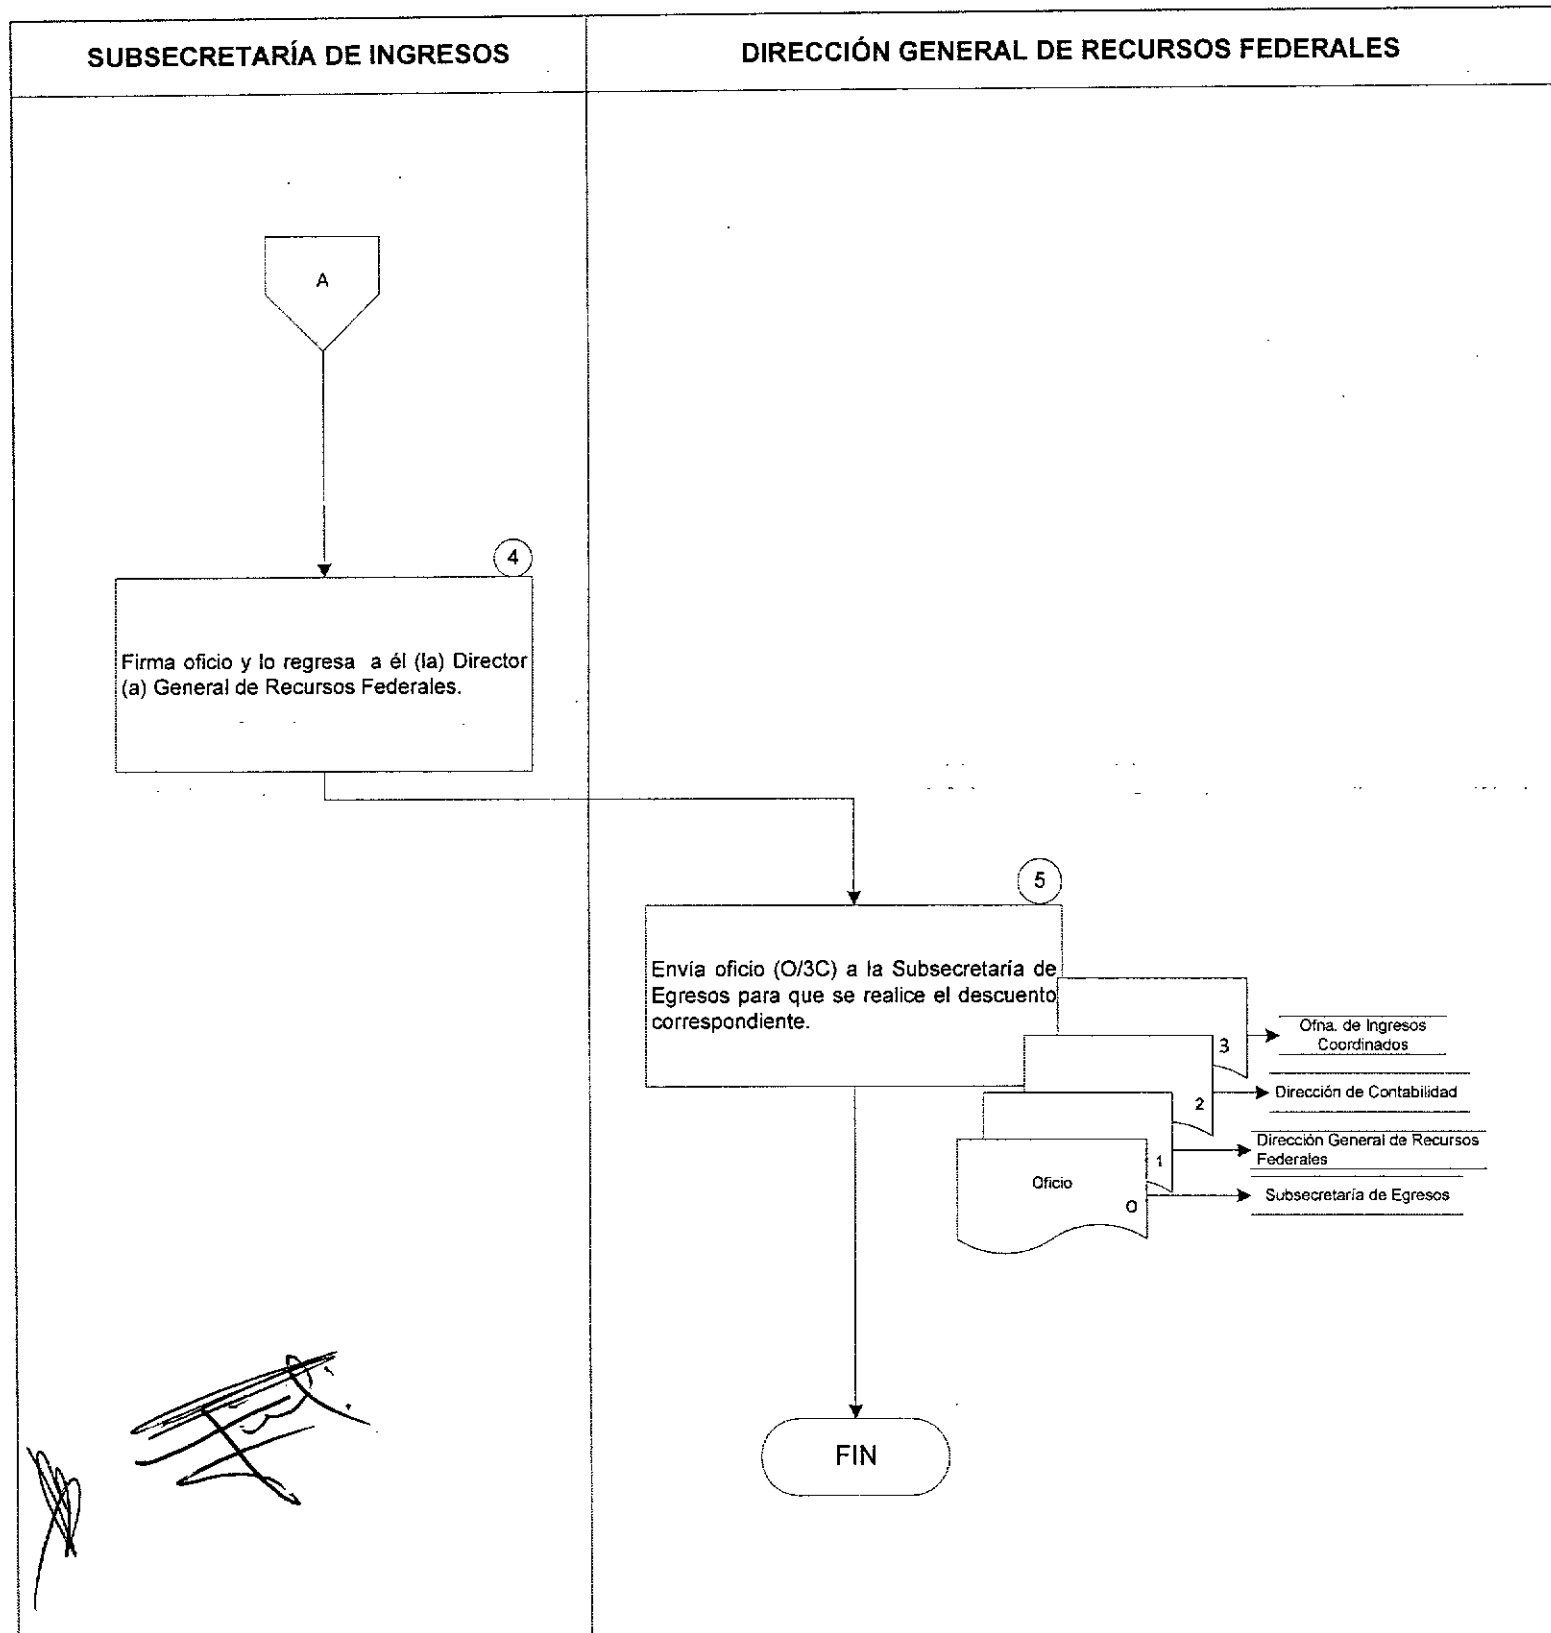 SUBSECRETARÍA DE INGRESOS
DIRECCIÓN GENERAL DE RECURSOS FEDERALES
A
4
Firma oficio y lo regresa a él (la) Director
(a) General de Recursos Federales.
5
Envía oficio (O/3C) a la Subsecretaría de
Egresos para que se realice el descuento
correspondiente.
3
Ofna. de Ingresos
Coordinados
2
Dirección de Contabilidad
1
Dirección General de Recursos
Federales
Oficio
O
Subsecretaría de Egresos
FIN